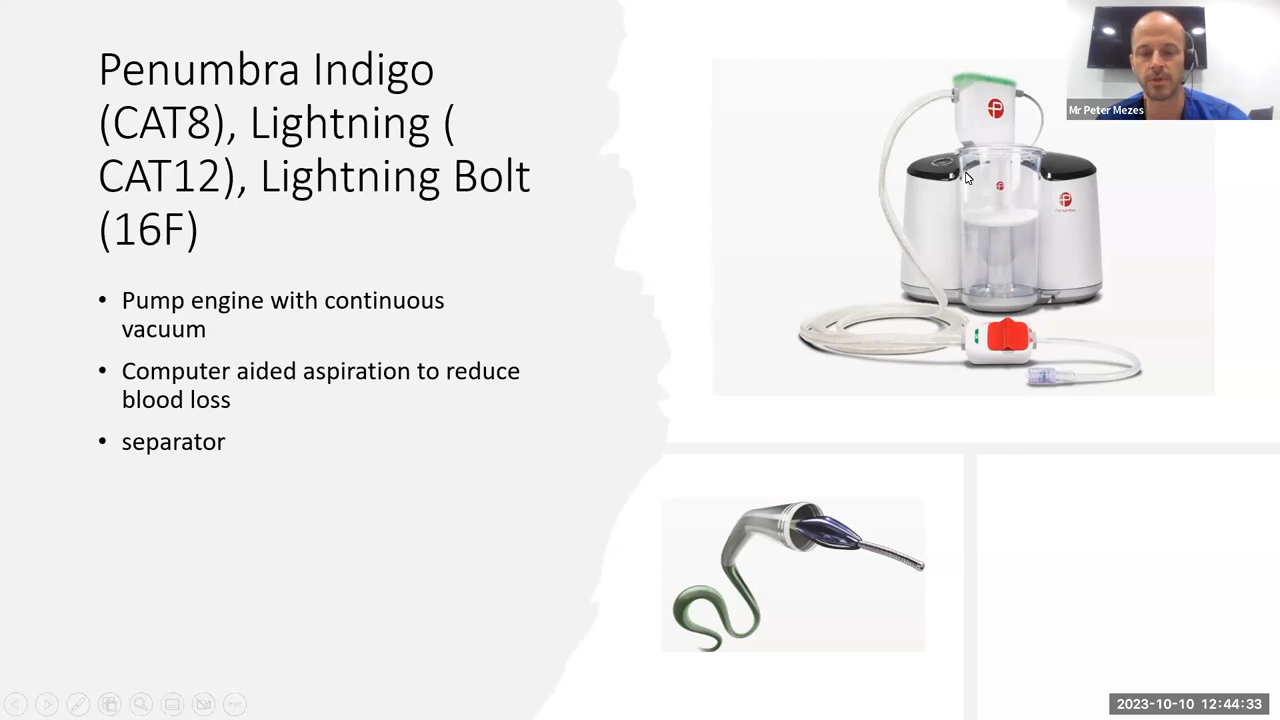 Penumbra Indigo
(CAT8), Lightning (
CAT12), Lightning Bolt
(16F)
• Pump engine with continuous
vacuum
• Computer aided aspiration to reduce
blood loss
• separator
Mr Peter Mezes
2023-10-10 12:44:33